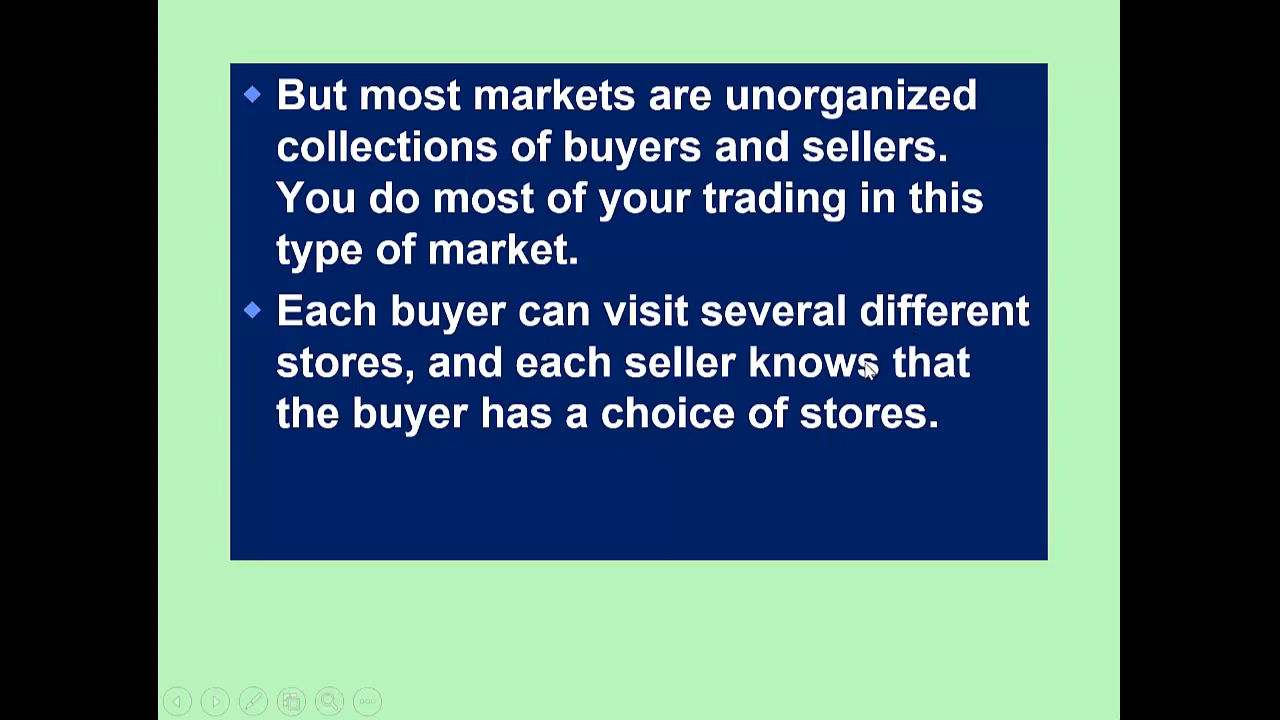 But most markets are unorganized
collections of buyers and sellers.
You do most of your trading in this
type of market.
Each buyer can visit several different
stores, and each seller knows that
the buyer has a choice of stores.